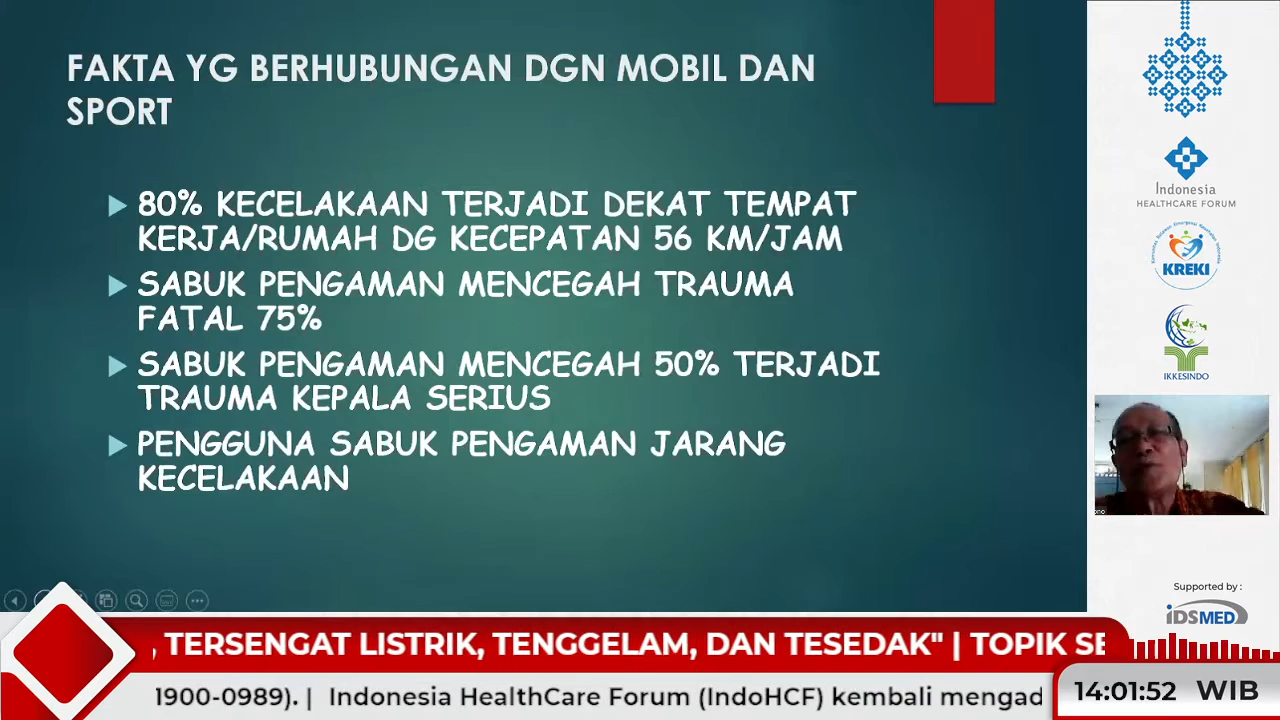 FAKTA YG BERHUBUNGAN DGN MOBIL DAN
SPORT
80% KECELAKAAN TERJADI DEKAT TEMPAT
KERJA/RUMAH DG KECEPATAN 56 KM/JAM
SABUK PENGAMAN MENCEGAH TRAUMA
FATAL 75%
SABUK PENGAMAN MENCEGAH 50% TERJADI
TRAUMA KEPALA SERIUS
PENGGUNA SABUK PENGAMAN JARANG
KECELAKAAN
Indonesia
HEALTHCARE FORUM
KREKI
IKKESINDO
Supported by :
iDSMED
, TERSENGAT LISTRIK, TENGGELAM, DAN TESEDAK" | TOPIK SE
1900-0989). | Indonesia HealthCare Forum (IndoHCF) kembali mengad
14:01:52 WIB